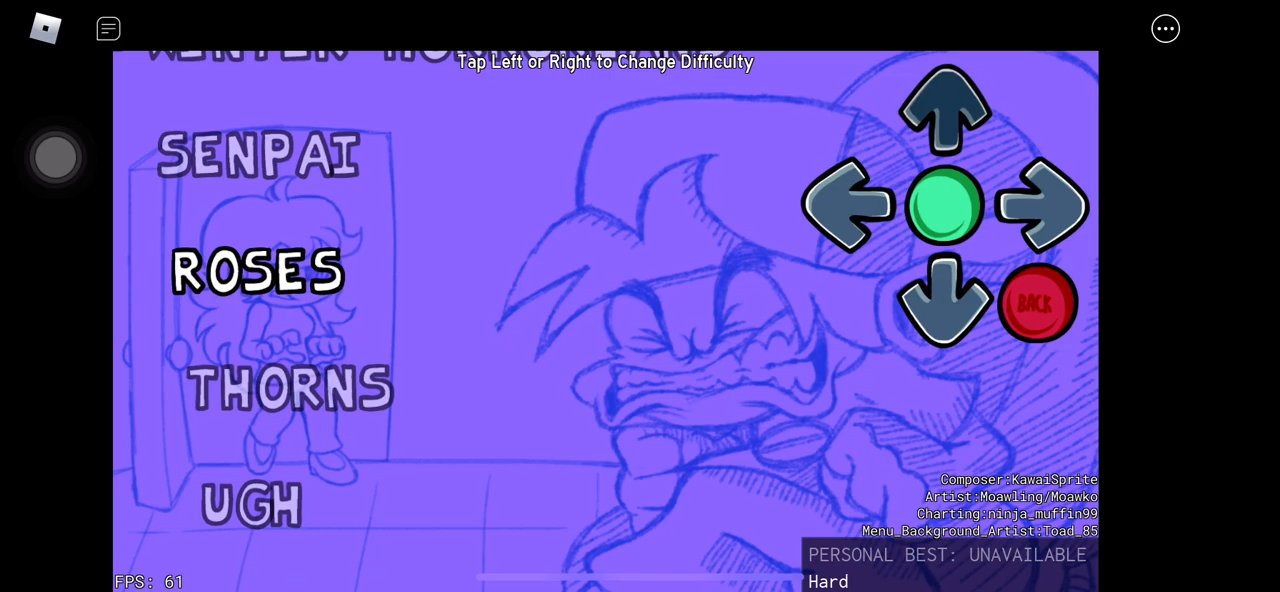 Tap Left or Right to Change Difficulty
SENPAI
ROSES
BACK
THORNS
UGH
Composer:KawaiSprite
Artist:Moawling/Moawko
Charting:ninja_muffin99
Menu_Background_Artist:Toad_85
PERSONAL BEST: UNAVAILABLE
FPS: 61
Hard